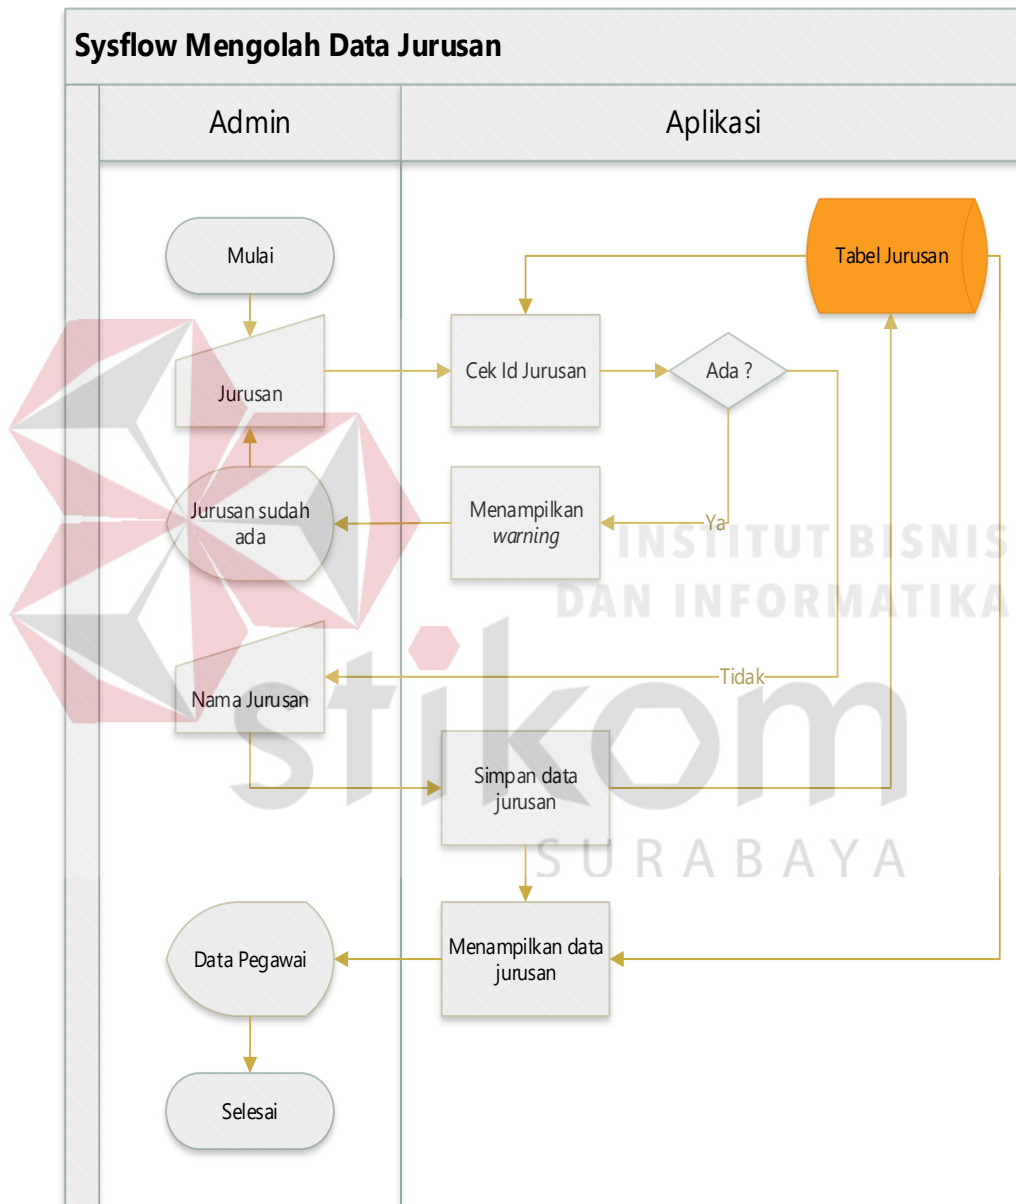 Sysflow Mengolah Data Jurusan
Admin
Aplikasi
Mulai
Tabel Jurusan
Jurusan
Cek Id Jurusan
Ada ?
Jurusan sudah
ada
Menampilkan
warning
Ya
INSTITUT BISNIS
DAN INFORMATIKA
Nama Jurusan
Tidak
stikom
SURABAYA
Simpan data
jurusan
Data Pegawai
Menampilkan data
jurusan
Selesai